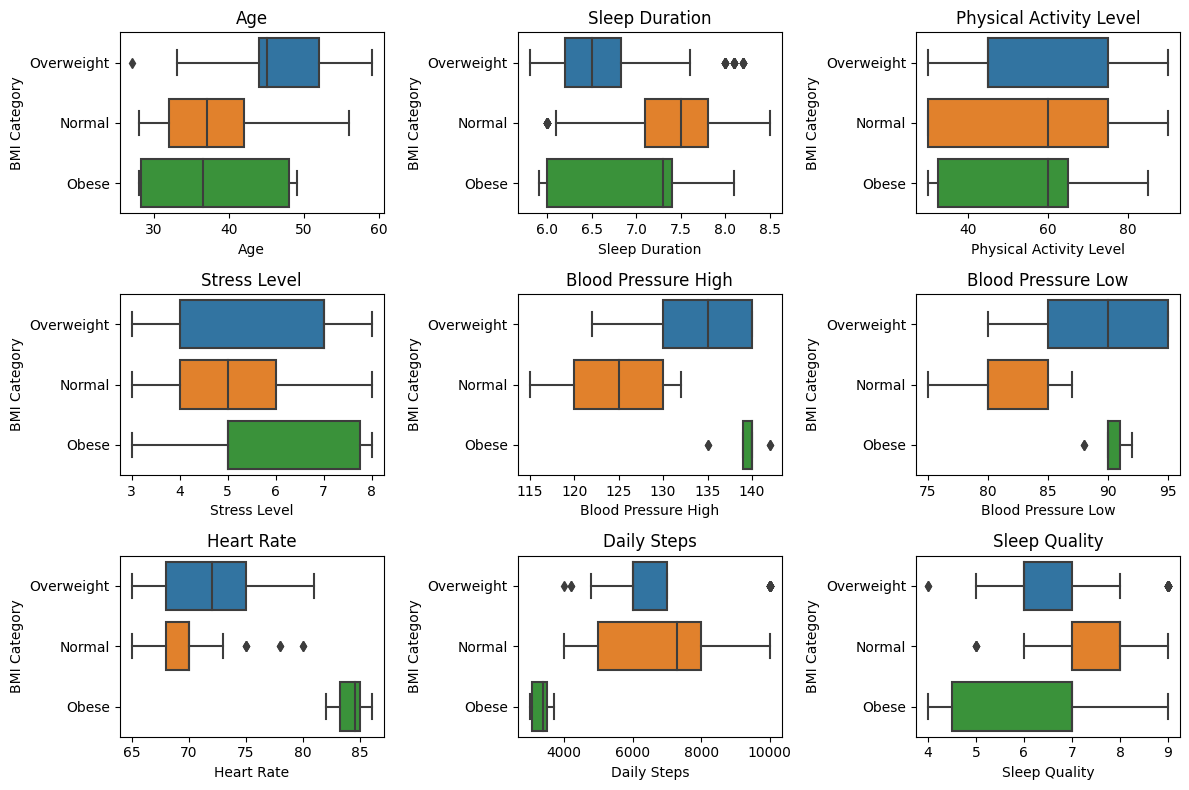 Age
BMI Category
Overweight
Normal
Obese
30 40 50 60
Age
Sleep Duration
BMI Category
Overweight
Normal
Obese
6.0 6.5 7.0 7.5 8.0 8.5
Sleep Duration
Physical Activity Level
BMI Category
Overweight
Normal
Obese
40 60 80
Physical Activity Level
Stress Level
BMI Category
Overweight
Normal
Obese
3 4 5 6 7 8
Stress Level
Blood Pressure High
BMI Category
Overweight
Normal
Obese
115 120 125 130 135 140
Blood Pressure High
Blood Pressure Low
BMI Category
Overweight
Normal
Obese
75 80 85 90 95
Blood Pressure Low
Heart Rate
BMI Category
Overweight
Normal
Obese
65 70 75 80 85
Heart Rate
Daily Steps
BMI Category
Overweight
Normal
Obese
4000 6000 8000 10000
Daily Steps
Sleep Quality
BMI Category
Overweight
Normal
Obese
4 5 6 7 8 9
Sleep Quality